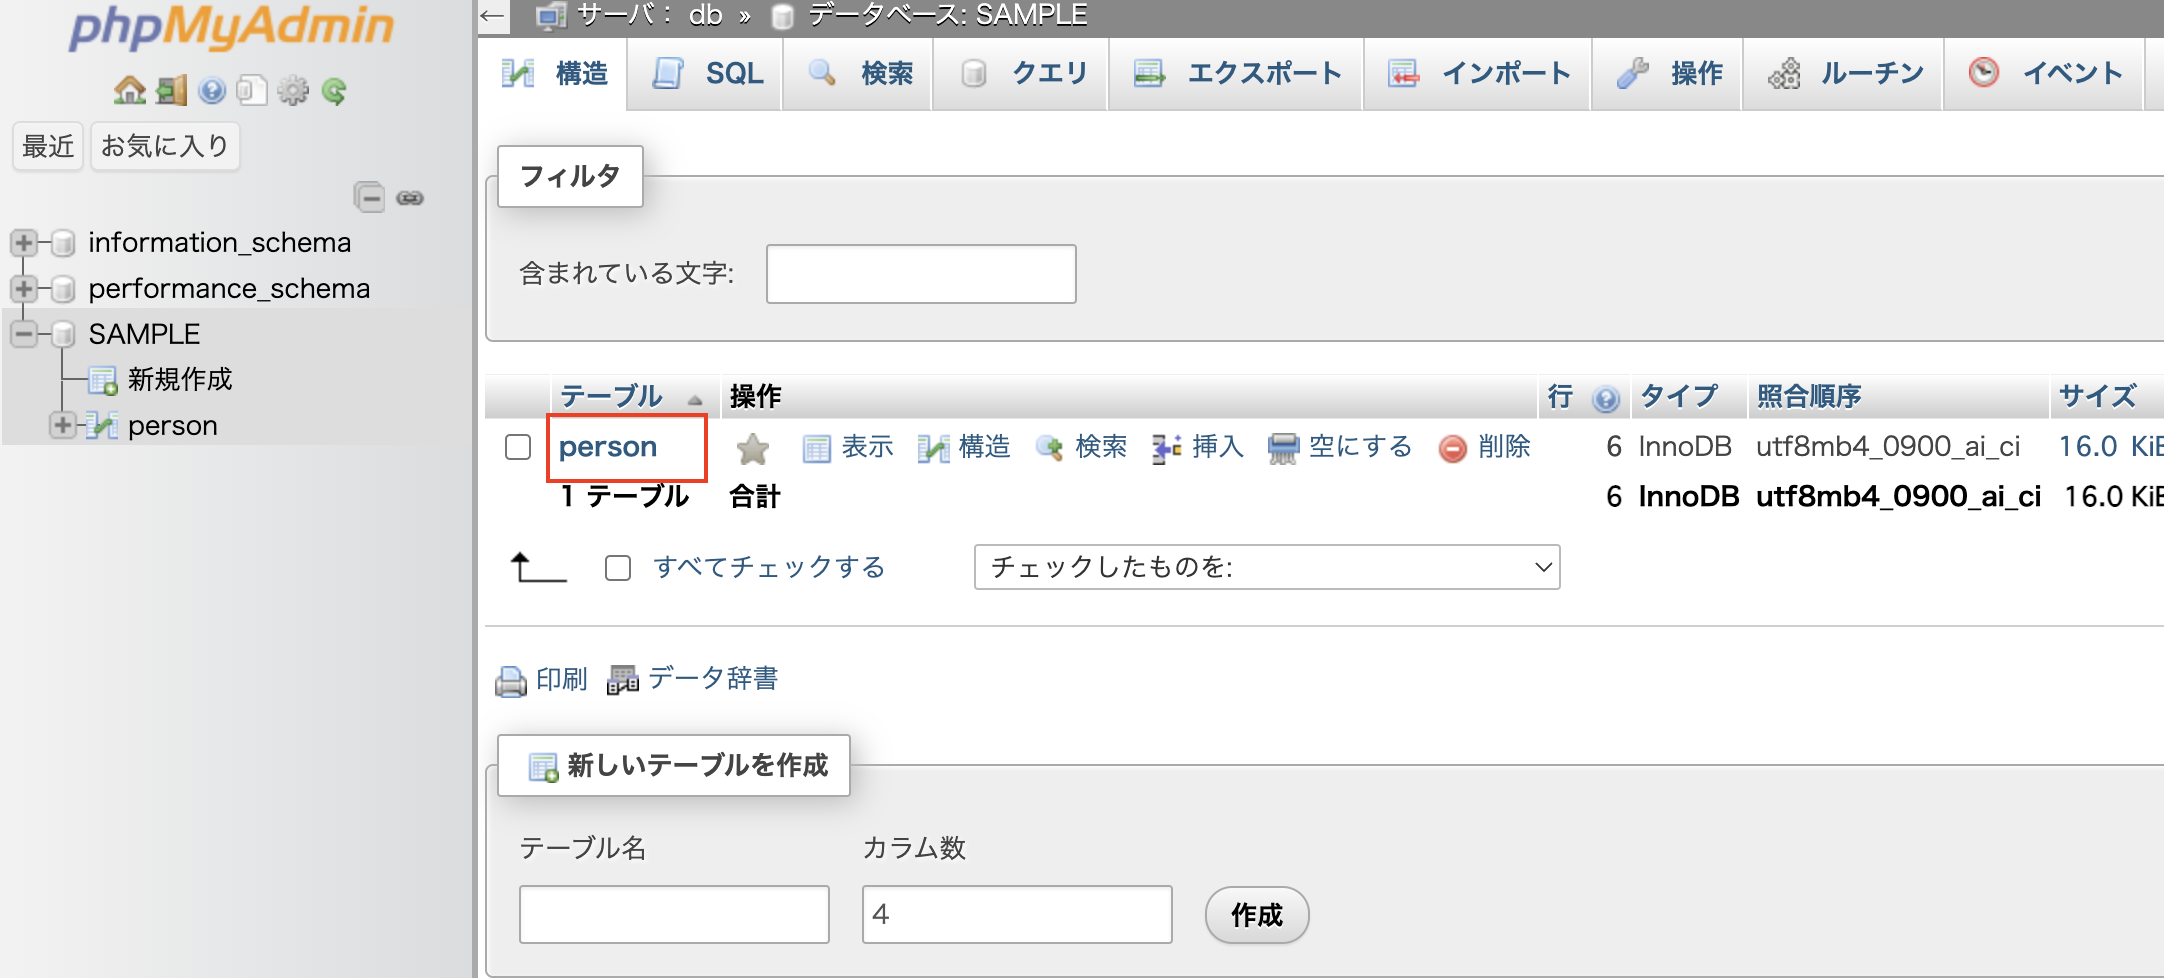 phpMyAdmin
最近 お気に入り
information_schema
performance_schema
SAMPLE
新規作成
person
サーバ： db » データベース: SAMPLE
構造 SQL 検索 クエリ エクスポート インポート 操作 ルーチン イベント
フィルタ
含まれている文字:
テーブル 操作 行 タイプ 照合順序 サイズ
person 表示 構造 検索 挿入 空にする 削除 6 InnoDB utf8mb4_0900_ai_ci 16.0 KiB
1 テーブル 合計 6 InnoDB utf8mb4_0900_ai_ci 16.0 KiB
すべてチェックする チェックしたものを:
印刷 データ辞書
新しいテーブルを作成
テーブル名 カラム数
4 作成